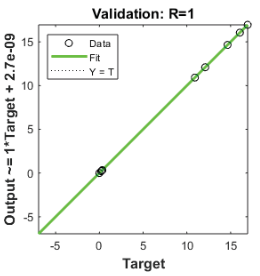 Validation: R=1
Output ~= 1*Target + 2.7e-09
15
10
5
0
-5
Data
Fit
Y = T
-5 0 5 10 15
Target